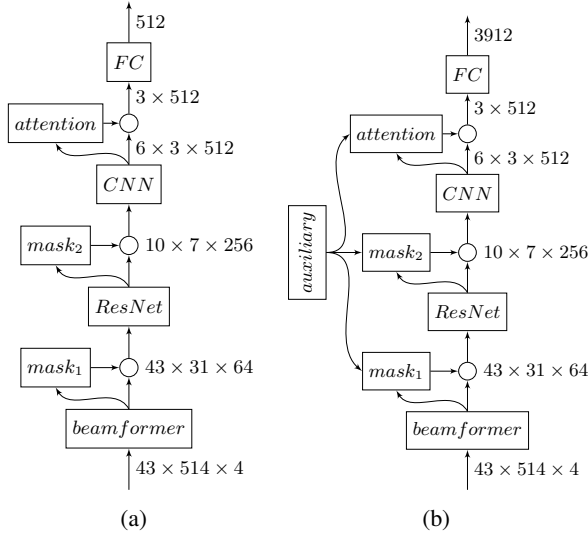 512
FC
3 × 512
attention
6 × 3 × 512
CNN
mask₂
10 × 7 × 256
ResNet
mask₁
43 × 31 × 64
beamformer
43 × 514 × 4
(a)
3912
FC
3 × 512
attention
6 × 3 × 512
CNN
auxiliary
mask₂
10 × 7 × 256
ResNet
mask₁
43 × 31 × 64
beamformer
43 × 514 × 4
(b)